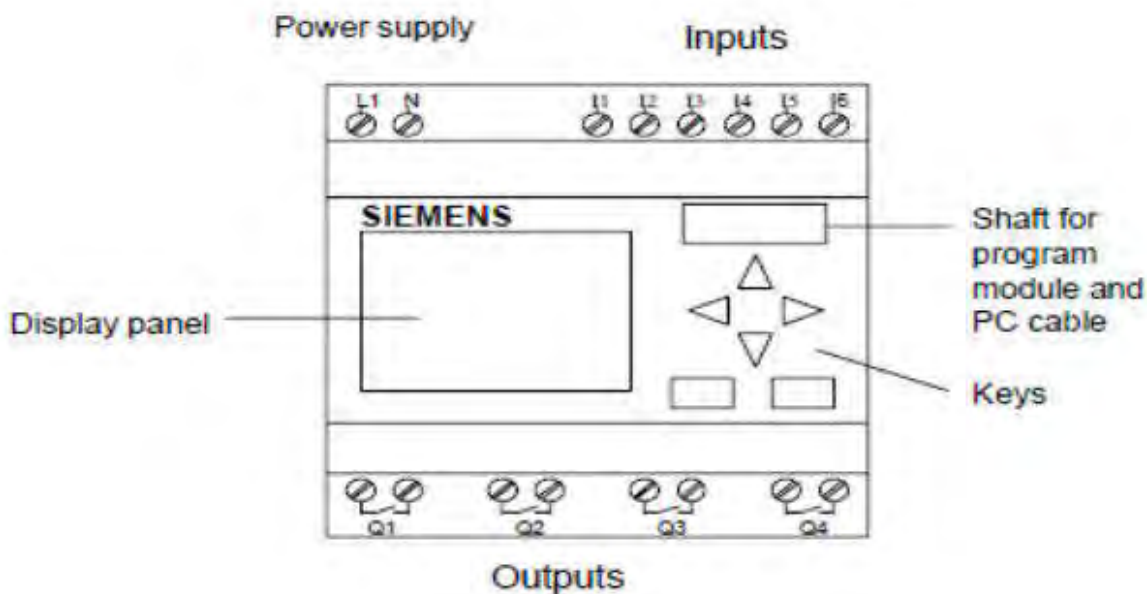 Power supply
Inputs
L1 N I1 I2 I3 I4 I5 I6
SIEMENS
Shaft for
program
module and
PC cable
Display panel
Keys
Q1 Q2 Q3 Q4
Outputs